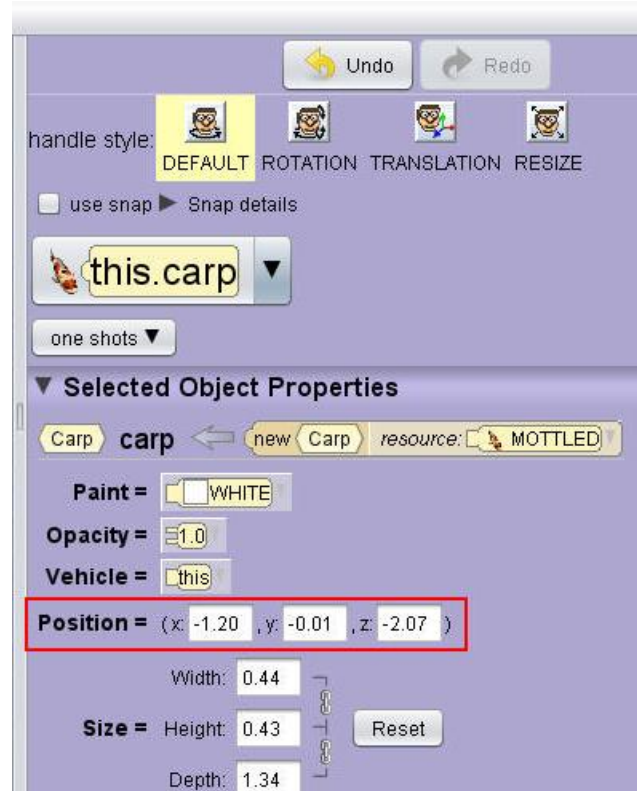 Undo Redo
handle style:
DEFAULT ROTATION TRANSLATION RESIZE
use snap ▶ Snap details
this.carp ▼
one shots ▼
▼ Selected Object Properties
Carp carp new Carp resource: MOTTLED
Paint = WHITE
Opacity = 1.0
Vehicle = this
Position = (x: -1.20 , y: -0.01 , z: -2.07 )
Width: 0.44
Size = Height: 0.43 Reset
Depth: 1.34